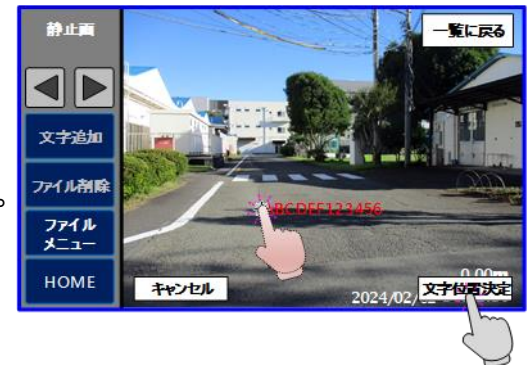 静止画
一覧に戻る
文字追加
ファイル削除
ファイル
メニュー
HOME
ABCDEF123456
キャンセル
0.00m
2024/02/
文字位置決定
。